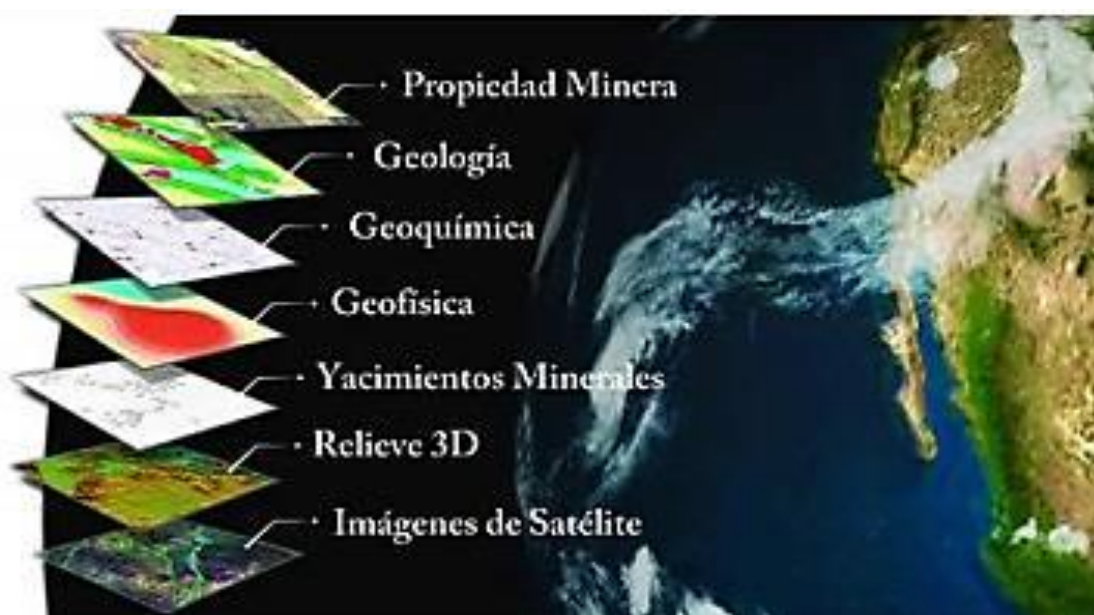 Propiedad Minera
Geología
Geoquímica
Geofísica
Yacimientos Minerales
Relieve 3D
Imágenes de Satélite